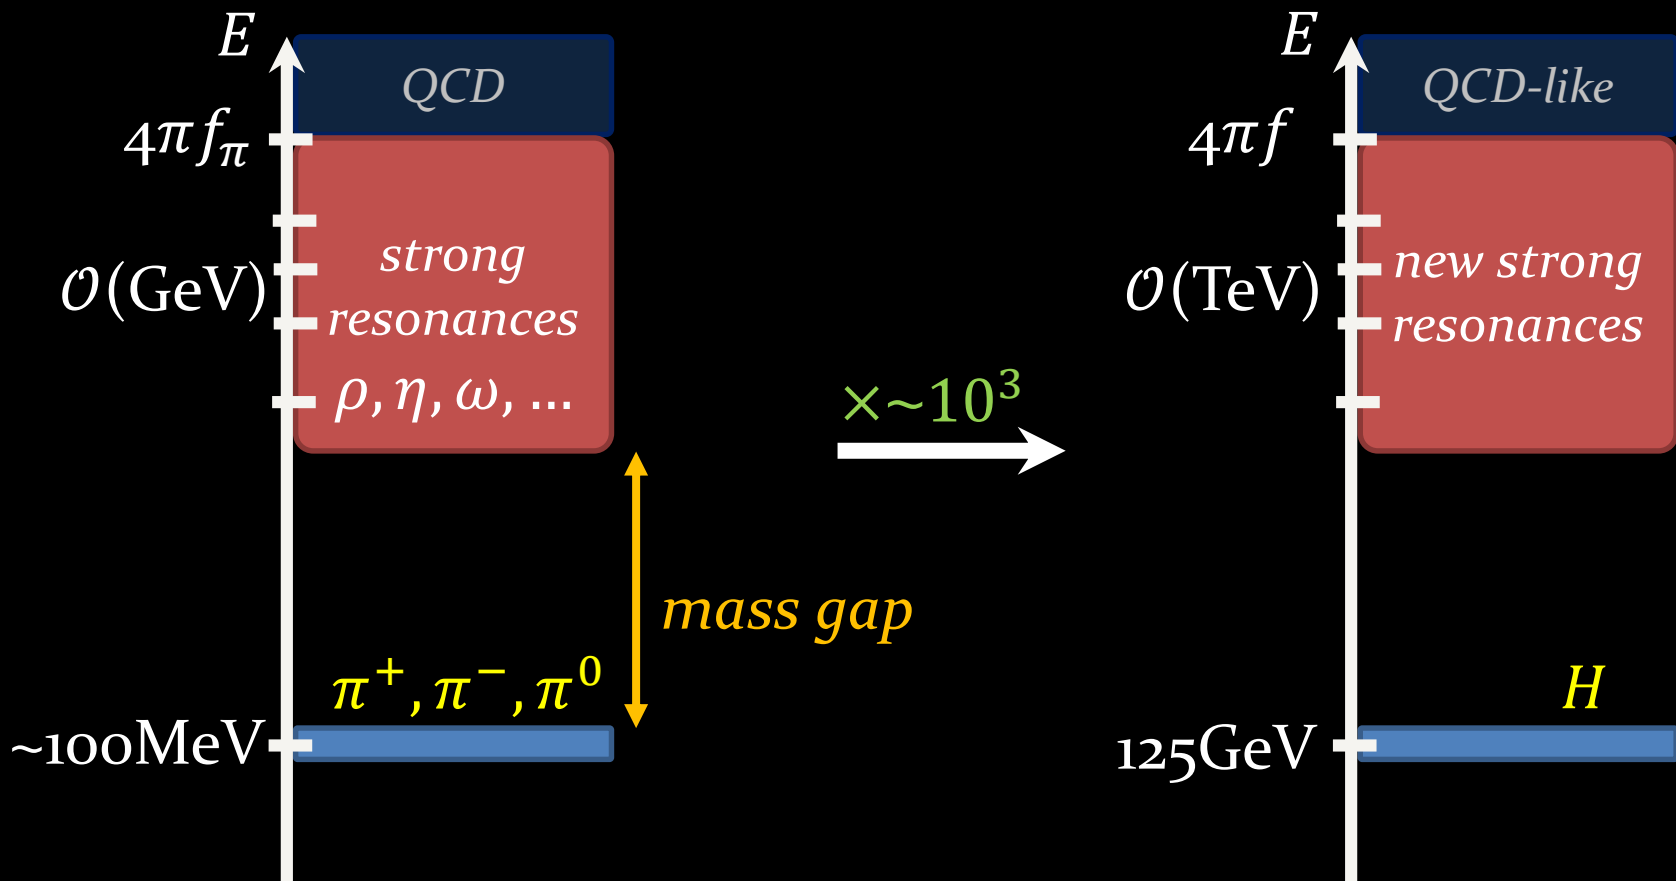 E
QCD
4πf_π
strong
resonances
ρ, η, ω, ...
𝒪(GeV)
mass gap
π⁺, π⁻, π⁰
~100MeV
×~10³
E
QCD-like
4πf
new strong
resonances
𝒪(TeV)
H
125GeV